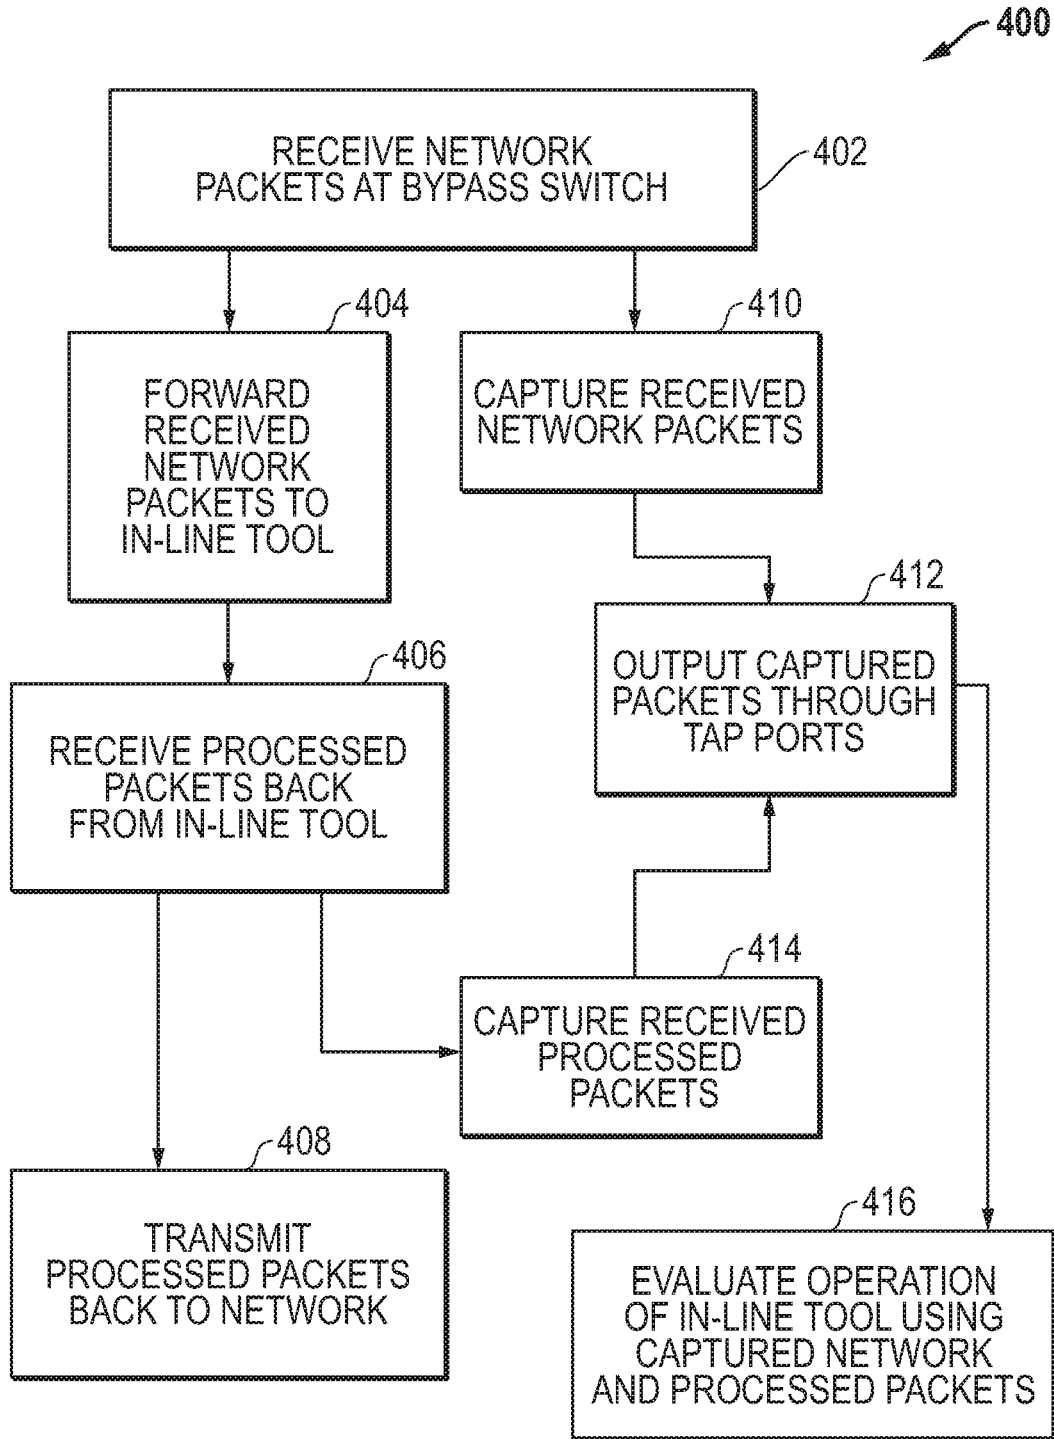 400
RECEIVE NETWORK
PACKETS AT BYPASS SWITCH
402
404
FORWARD
RECEIVED
NETWORK
PACKETS TO
IN-LINE TOOL
410
CAPTURE RECEIVED
NETWORK PACKETS
412
OUTPUT CAPTURED
PACKETS THROUGH
TAP PORTS
406
RECEIVE PROCESSED
PACKETS BACK
FROM IN-LINE TOOL
414
CAPTURE RECEIVED
PROCESSED
PACKETS
408
TRANSMIT
PROCESSED PACKETS
BACK TO NETWORK
416
EVALUATE OPERATION
OF IN-LINE TOOL USING
CAPTURED NETWORK
AND PROCESSED PACKETS